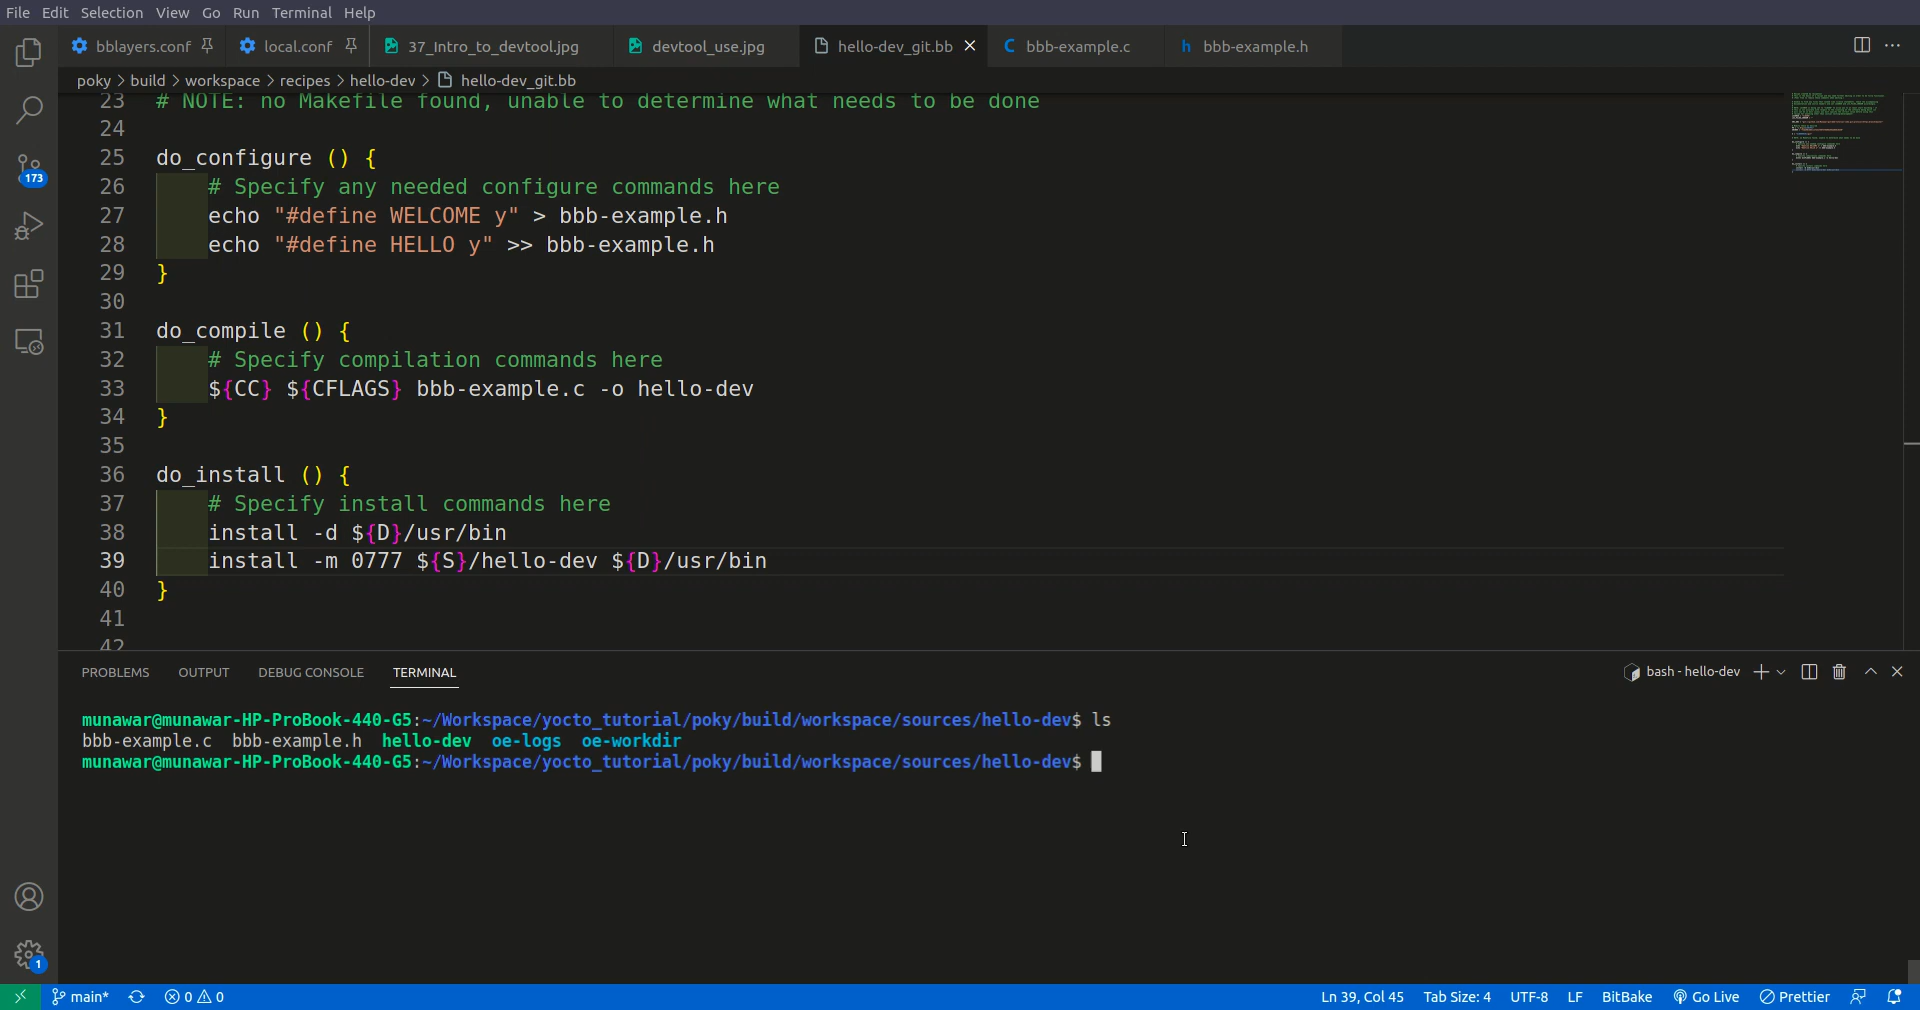 File Edit Selection View Go Run Terminal Help
bblayers.conf local.conf 37_Intro_to_devtool.jpg devtool_use.jpg hello-dev_git.bb C bbb-example.c h bbb-example.h
poky > build > workspace > recipes > hello-dev > hello-dev_git.bb
23 # NOTE: no Makefile found, unable to determine what needs to be done
24
25 do_configure () {
26 # Specify any needed configure commands here
27 echo "#define WELCOME y" > bbb-example.h
28 echo "#define HELLO y" >> bbb-example.h
29 }
30
31 do_compile () {
32 # Specify compilation commands here
33 ${CC} ${CFLAGS} bbb-example.c -o hello-dev
34 }
35
36 do_install () {
37 # Specify install commands here
38 install -d ${D}/usr/bin
39 install -m 0777 ${S}/hello-dev ${D}/usr/bin
40 }
41
42
173
PROBLEMS OUTPUT DEBUG CONSOLE TERMINAL bash - hello-dev
munawar@munawar-HP-ProBook-440-G5:~/Workspace/yocto_tutorial/poky/build/workspace/sources/hello-dev$ ls
bbb-example.c bbb-example.h hello-dev oe-logs oe-workdir
munawar@munawar-HP-ProBook-440-G5:~/Workspace/yocto_tutorial/poky/build/workspace/sources/hello-dev$
1
main* 0 0 Ln 39, Col 45 Tab Size: 4 UTF-8 LF BitBake Go Live Prettier